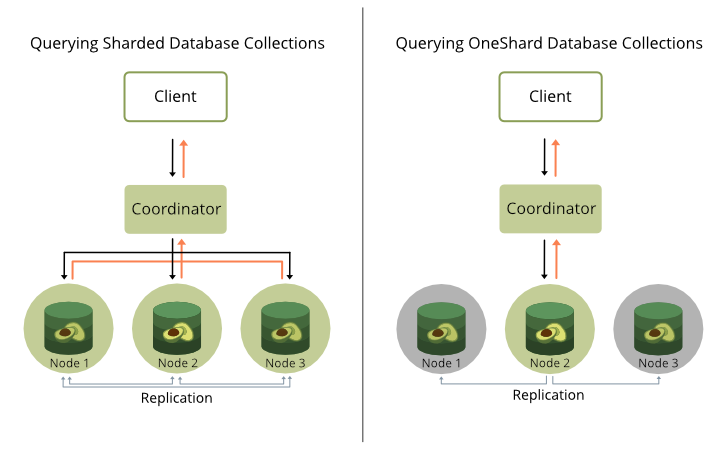 Querying Sharded Database Collections
Client
Coordinator
Node 1
Node 2
Node 3
Replication
Querying OneShard Database Collections
Client
Coordinator
Node 1
Node 2
Node 3
Replication